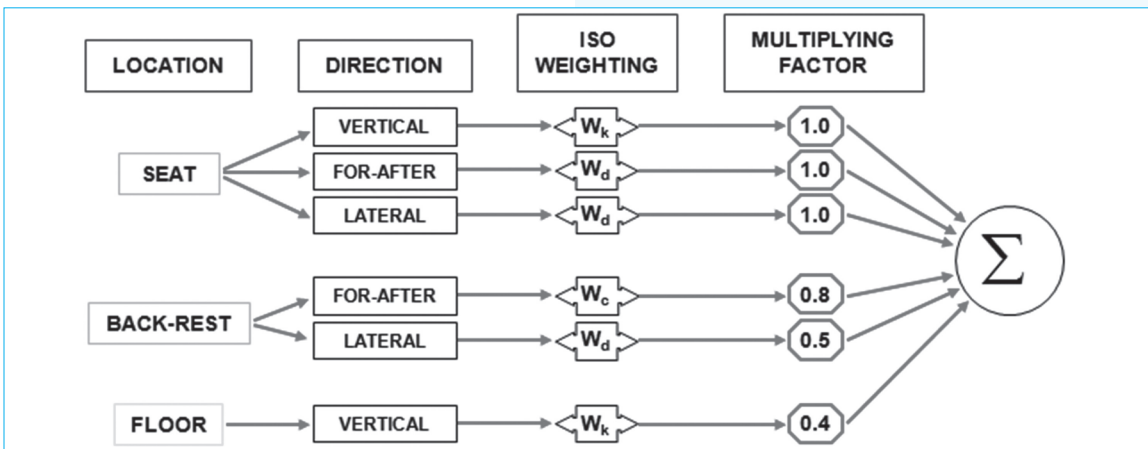 LOCATION
DIRECTION
ISO
WEIGHTING
MULTIPLYING
FACTOR
SEAT
VERTICAL
Wk
1.0
FOR-AFTER
Wd
1.0
LATERAL
Wd
1.0
Σ
BACK-REST
FOR-AFTER
Wc
0.8
LATERAL
Wd
0.5
FLOOR
VERTICAL
Wk
0.4